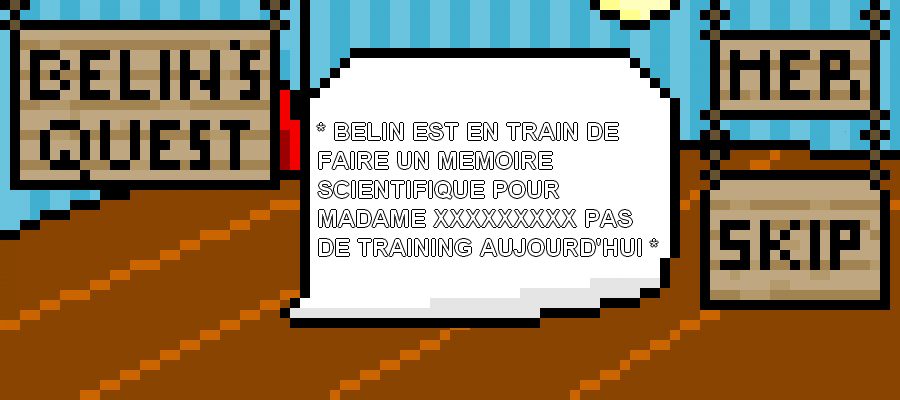 BELIN'S
QUEST
* BELIN EST EN TRAIN DE
FAIRE UN MEMOIRE
SCIENTIFIQUE POUR
MADAME XXXXXXXXX PAS
DE TRAINING AUJOURD'HUI *
HER.
SKIP